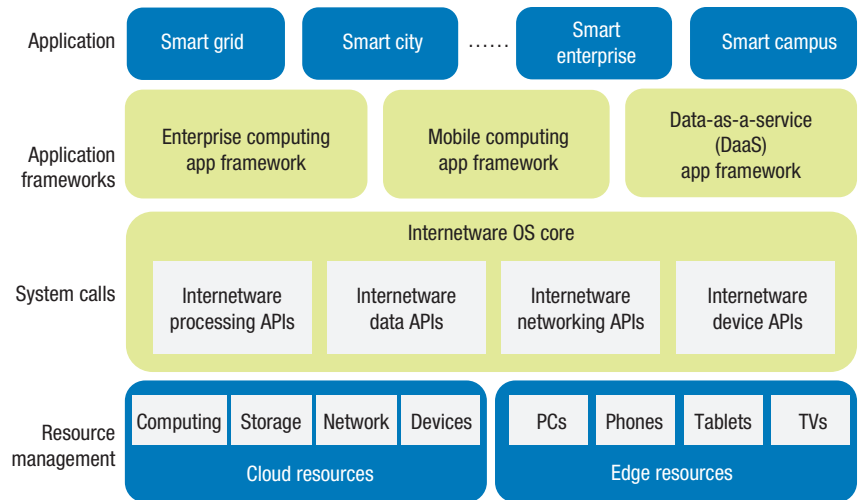 Application
Smart grid
Smart city
......
Smart
enterprise
Smart campus
Application
frameworks
Enterprise computing
app framework
Mobile computing
app framework
Data-as-a-service
(DaaS)
app framework
Internetware OS core
System calls
Internetware
processing APIs
Internetware
data APIs
Internetware
networking APIs
Internetware
device APIs
Resource
management
Computing
Storage
Network
Devices
Cloud resources
PCs
Phones
Tablets
TVs
Edge resources